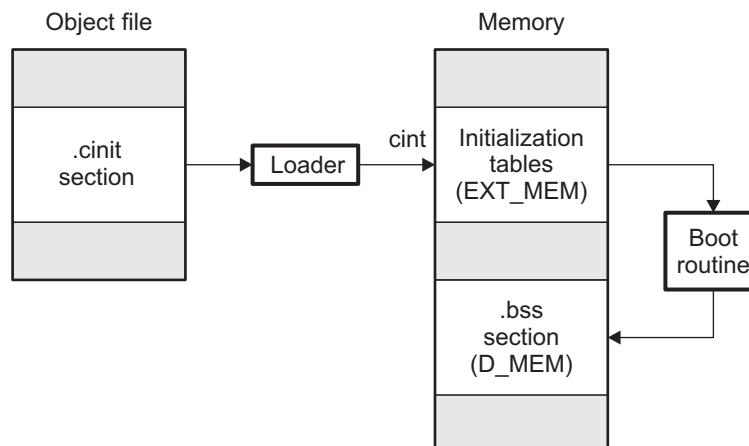 Object file
Memory
.cinit
section
Loader
cint
Initialization
tables
(EXT_MEM)
Boot
routine
.bss
section
(D_MEM)